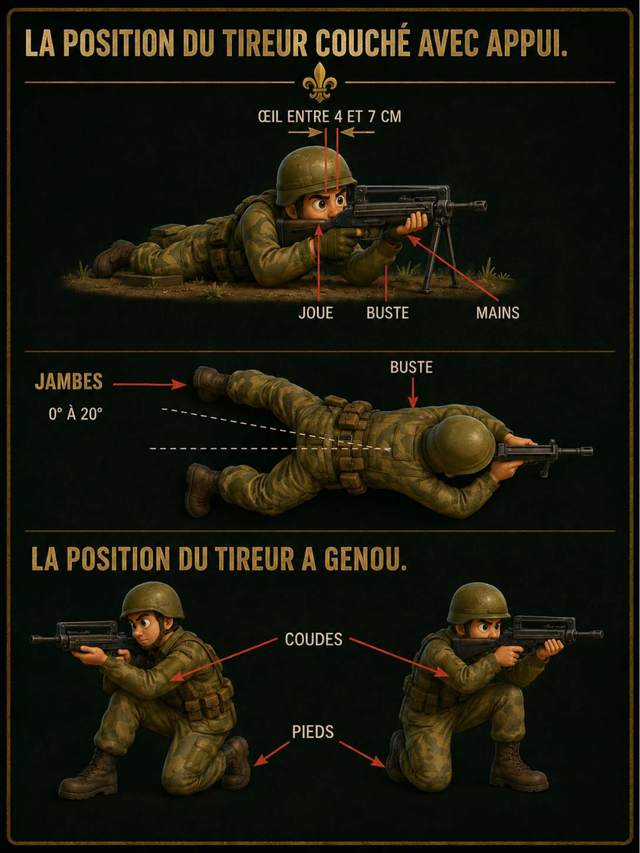 LA POSITION DU TIREUR COUCHÉ AVEC APPUI.
ŒIL ENTRE 4 ET 7 CM
JOUE
BUSTE
MAINS
BUSTE
JAMBES
0° À 20°
LA POSITION DU TIREUR A GENOU.
COUDES
PIEDS